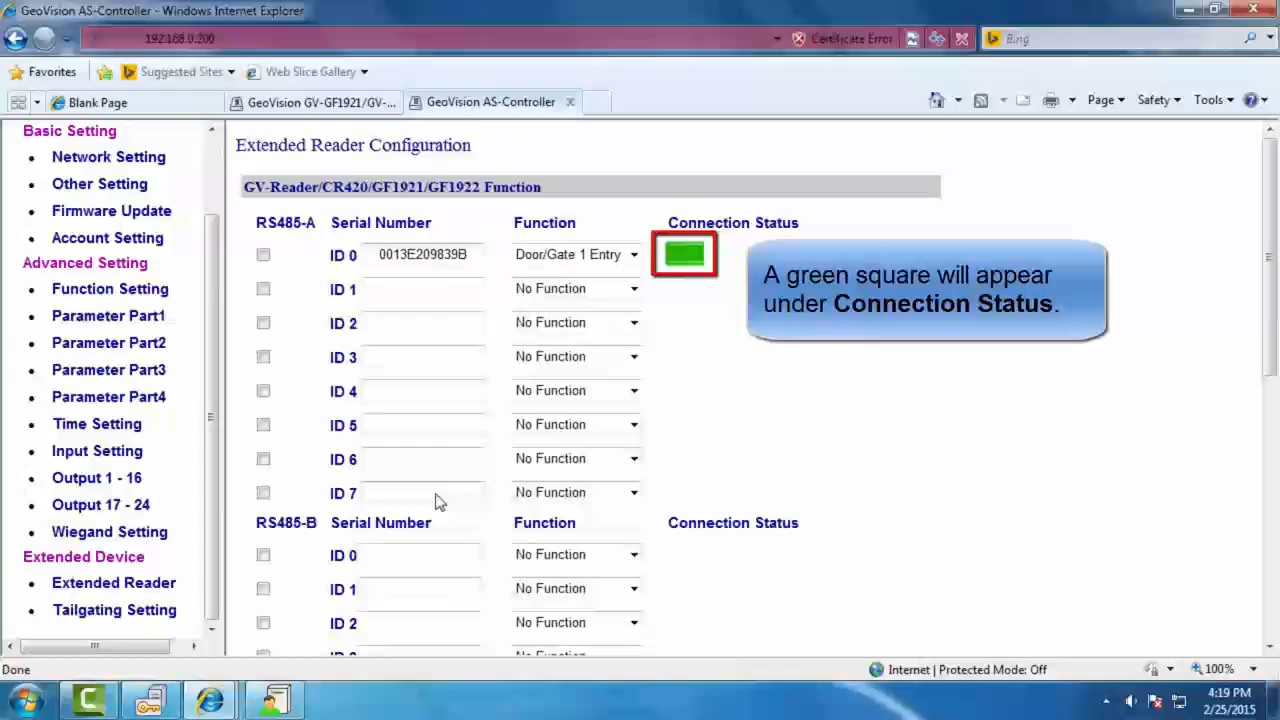 GeoVision AS-Controller - Windows Internet Explorer
192.168.0.200
Certificate Error
Bing
Favorites
Suggested Sites
Web Slice Gallery
Blank Page
GeoVision GV-GF1921/GV-...
GeoVision AS-Controller
Page
Safety
Tools
Basic Setting
Network Setting
Other Setting
Firmware Update
Account Setting
Advanced Setting
Function Setting
Parameter Part1
Parameter Part2
Parameter Part3
Parameter Part4
Time Setting
Input Setting
Output 1 - 16
Output 17 - 24
Wiegand Setting
Extended Device
Extended Reader
Tailgating Setting
Extended Reader Configuration
GV-Reader/CR420/GF1921/GF1922 Function
RS485-A Serial Number Function Connection Status
ID 0 0013E209839B Door/Gate 1 Entry
ID 1 No Function
ID 2 No Function
ID 3 No Function
ID 4 No Function
ID 5 No Function
ID 6 No Function
ID 7 No Function
A green square will appear
under Connection Status.
RS485-B Serial Number Function Connection Status
ID 0 No Function
ID 1 No Function
ID 2 No Function
Done
Internet | Protected Mode: Off
100%
4:19 PM
2/25/2015